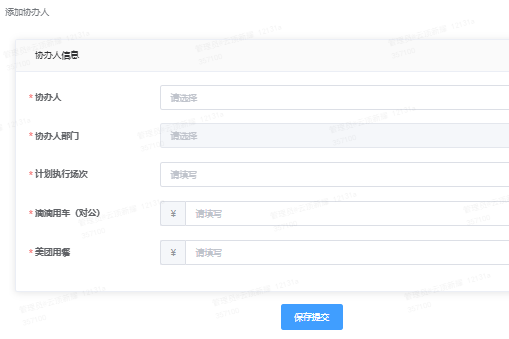 添加协办人
协办人信息
* 协办人
请选择
* 协办人部门
请选择
* 计划执行场次
请填写
* 滴滴用车（对公）
¥ 请填写
* 美团用餐
¥ 请填写
保存提交